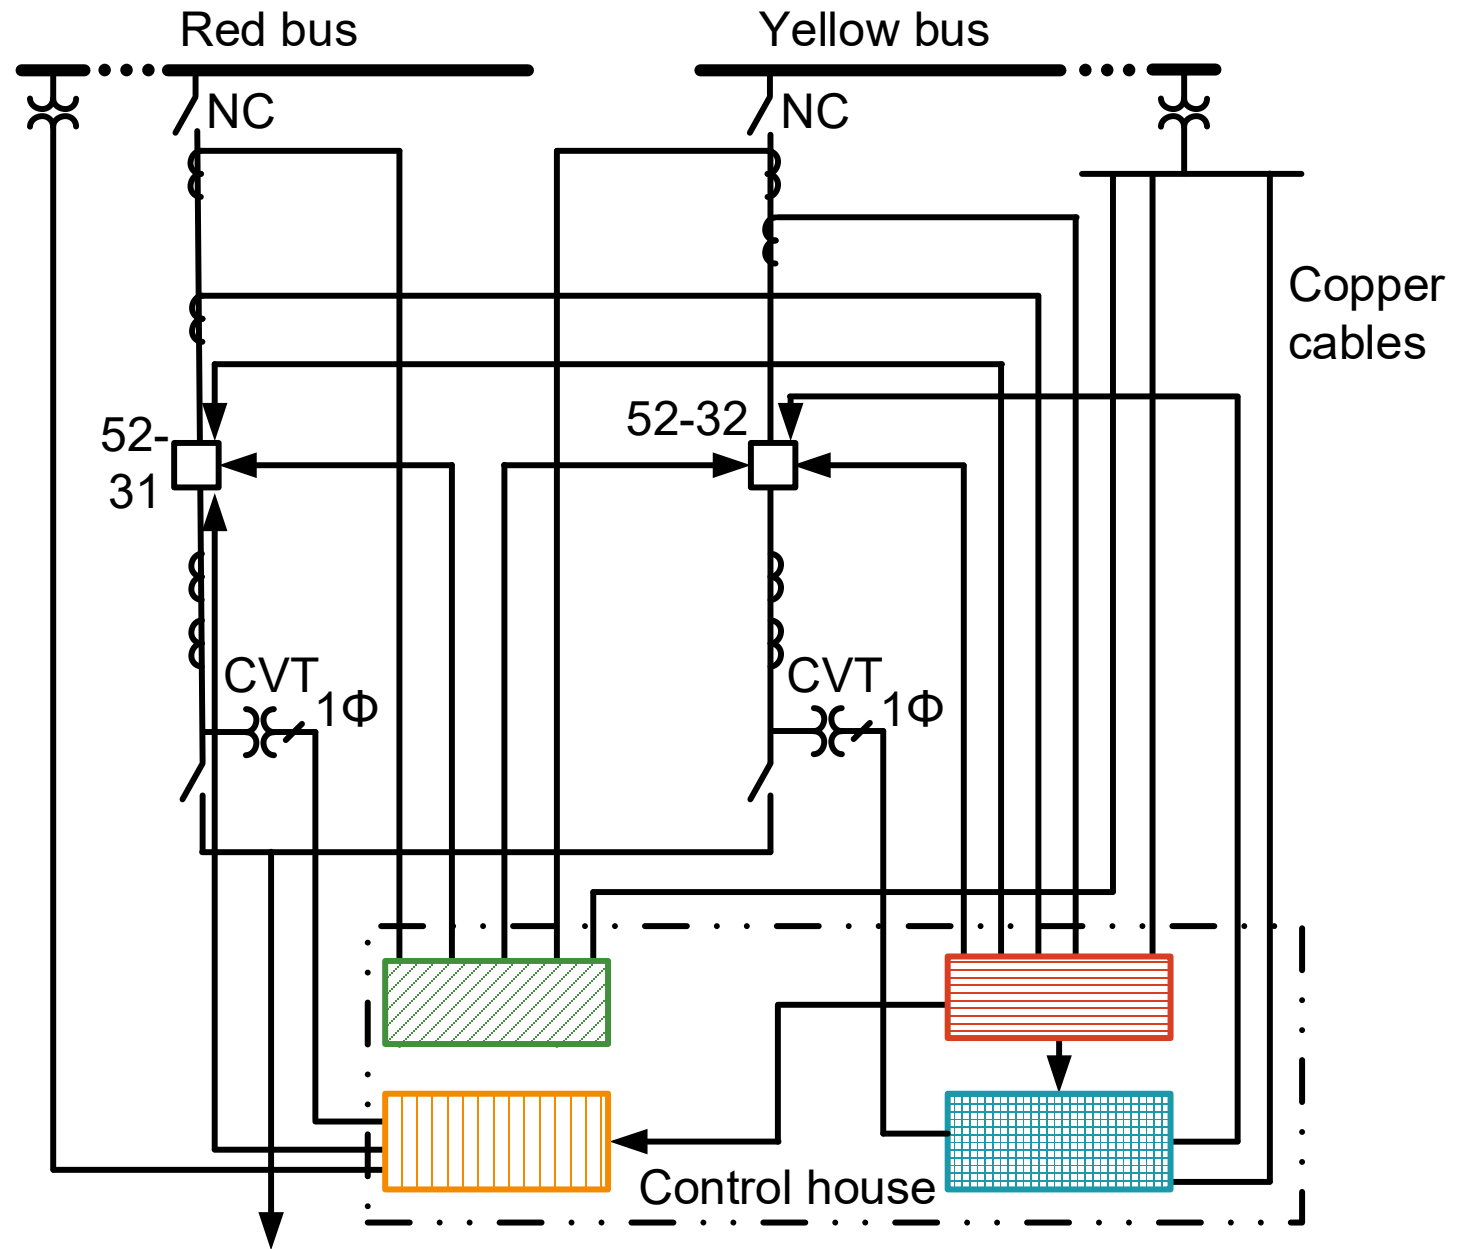 Red bus
Yellow bus
NC
NC
Copper
cables
52-
31
52-32
CVT
1Φ
CVT
1Φ
Control house